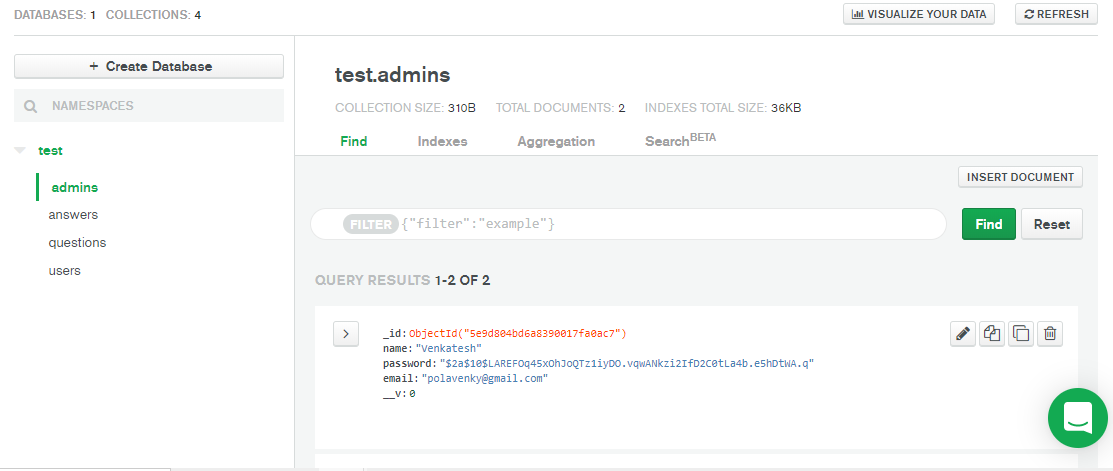 DATABASES: 1 COLLECTIONS: 4
VISUALIZE YOUR DATA
REFRESH
+ Create Database
NAMESPACES
test
admins
answers
questions
users
test.admins
COLLECTION SIZE: 310B TOTAL DOCUMENTS: 2 INDEXES TOTAL SIZE: 36KB
Find Indexes Aggregation Search BETA
INSERT DOCUMENT
FILTER {"filter":"example"}
Find
Reset
QUERY RESULTS 1-2 OF 2
_id: ObjectId("5e9d804bd6a8390017fa0ac7")
name: "Venkatesh"
password: "$2a$10$LAREFOq45xOhJoQTz1iyDO.vqwANkzi2IfD2C0tLa4b.e5hDtWA.q"
email: "polavenky@gmail.com"
__v: 0